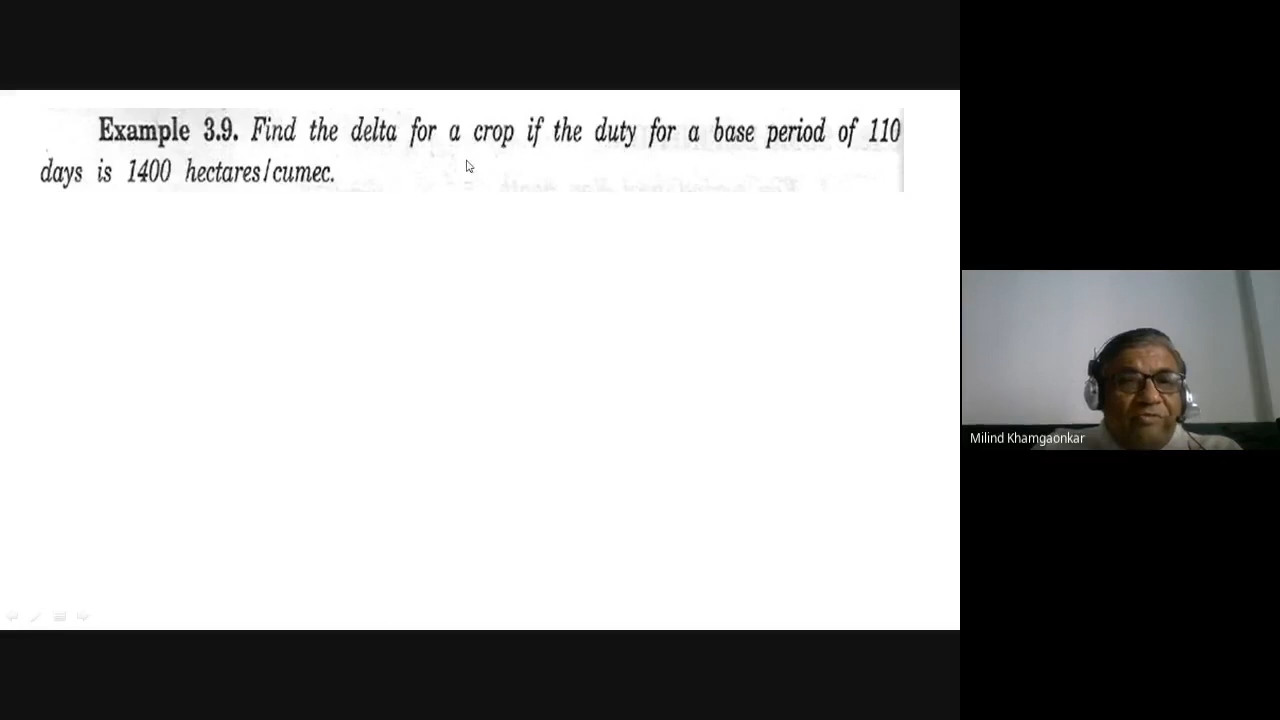 Example 3.9. Find the delta for a crop if the duty for a base period of 110
days is 1400 hectares/cumec.
Milind Khamgaonkar